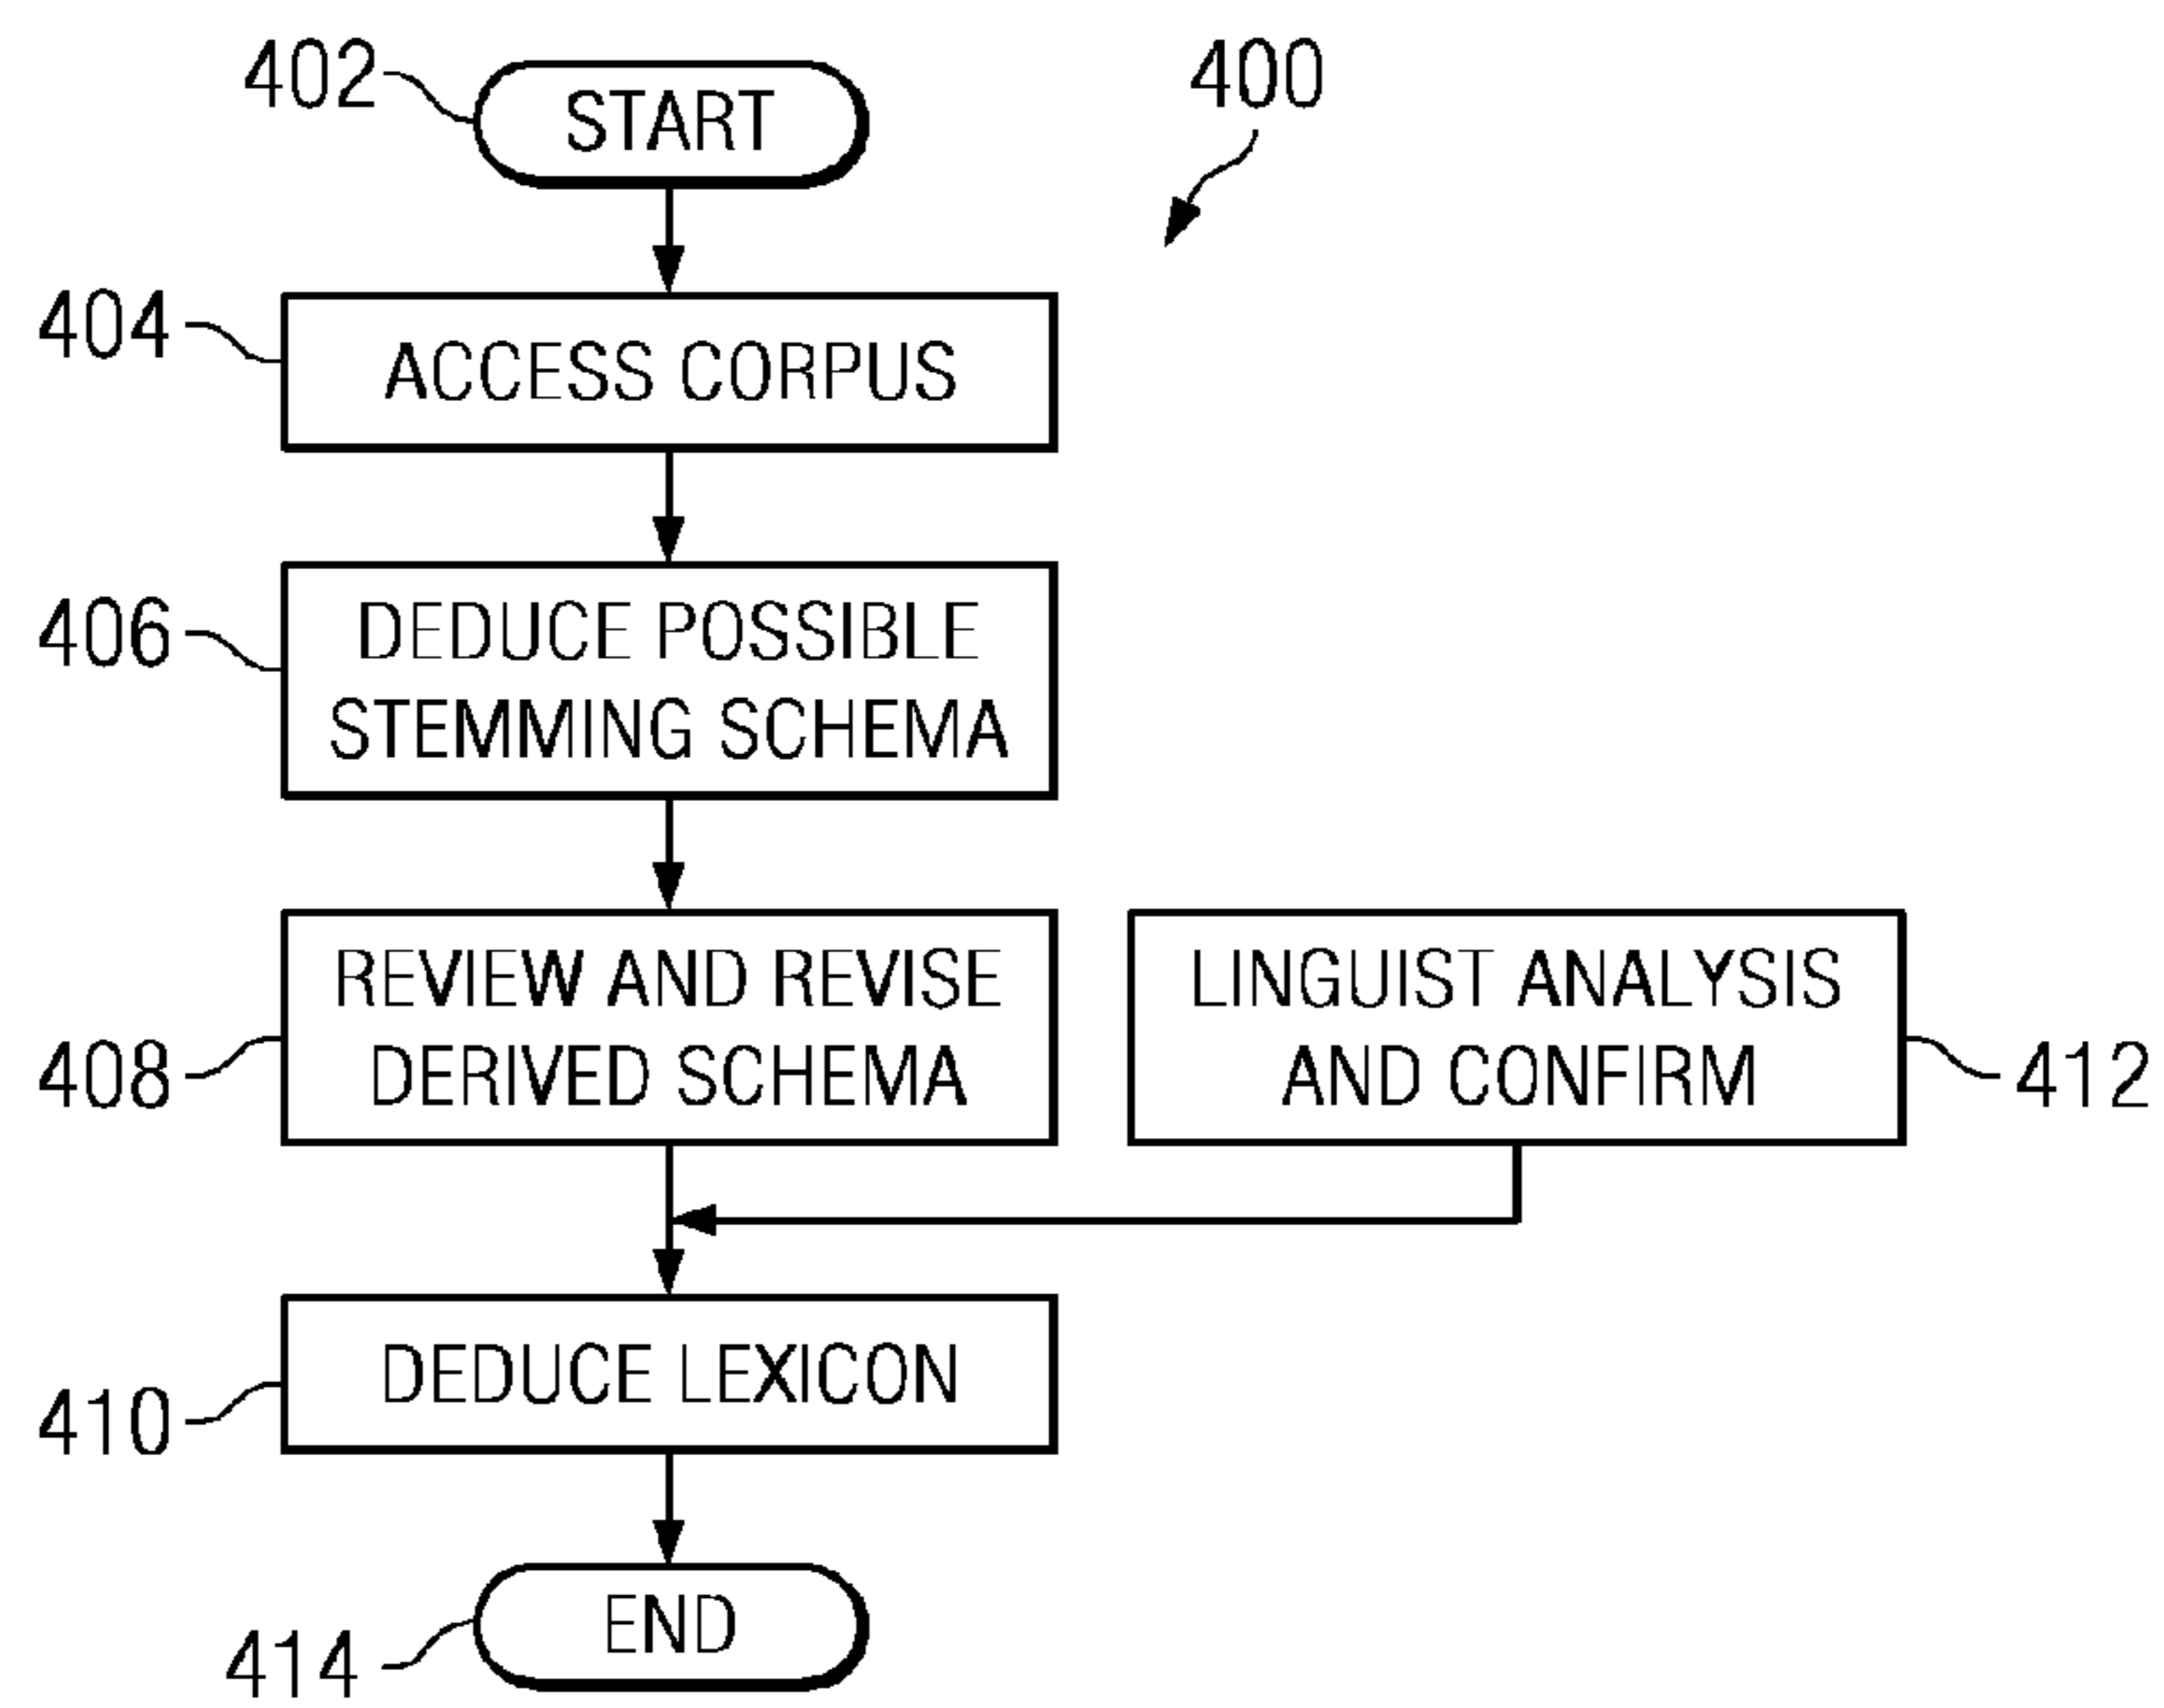 402
START
400
404
ACCESS CORPUS
406
DEDUCE POSSIBLE
STEMMING SCHEMA
408
REVIEW AND REVISE
DERIVED SCHEMA
LINGUIST ANALYSIS
AND CONFIRM
412
410
DEDUCE LEXICON
414
END